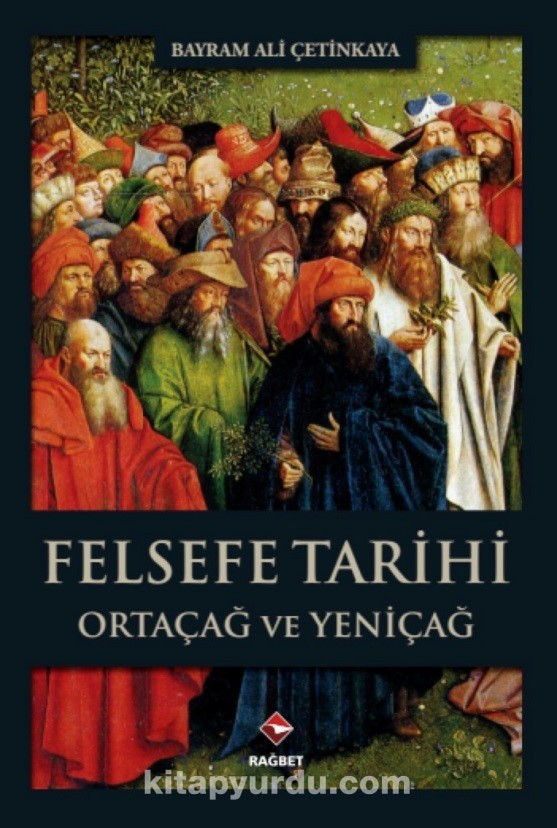 BAYRAM ALİ ÇETİNKAYA
FELSEFE TARİHİ
ORTAÇAĞ VE YENİÇAĞ
RAĞBET
kitapyurdu.com